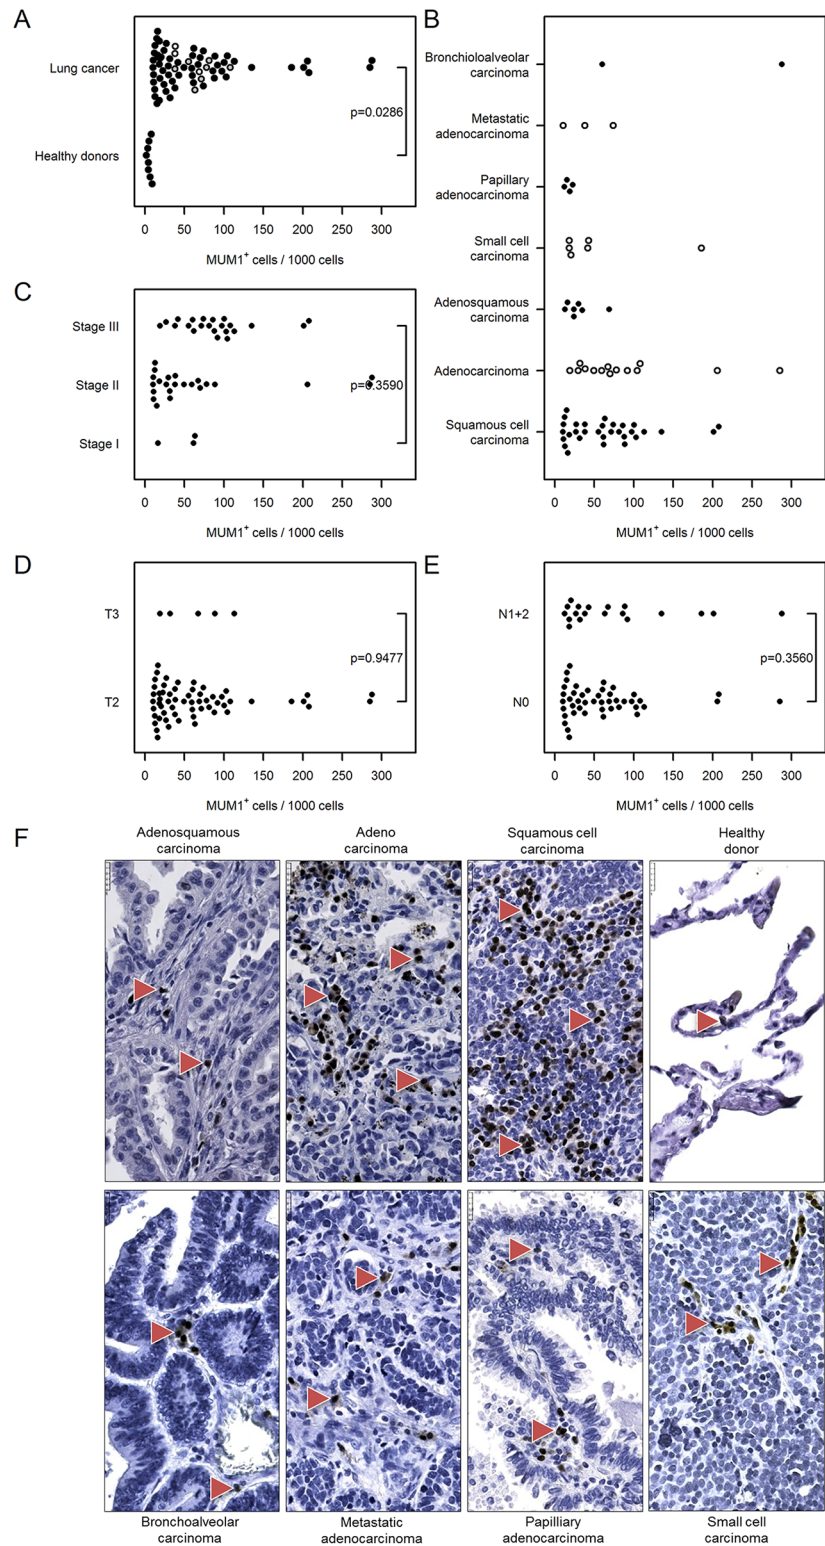 A
Lung cancer
p=0.0286
Healthy donors
0 50 100 150 200 250 300
MUM1⁺ cells / 1000 cells
B
Bronchioloalveolar
carcinoma
Metastatic
adenocarcinoma
Papillary
adenocarcinoma
Small cell
carcinoma
Adenosquamous
carcinoma
Adenocarcinoma
Squamous cell
carcinoma
0 50 100 150 200 250 300
MUM1⁺ cells / 1000 cells
C
Stage III
Stage II
p=0.3590
Stage I
0 50 100 150 200 250 300
MUM1⁺ cells / 1000 cells
D
T3
p=0.9477
T2
0 50 100 150 200 250 300
MUM1⁺ cells / 1000 cells
E
N1+2
p=0.3560
N0
0 50 100 150 200 250 300
MUM1⁺ cells / 1000 cells
F
Adenosquamous
carcinoma
Adeno
carcinoma
Squamous cell
carcinoma
Healthy
donor
Bronchoalveolar
carcinoma
Metastatic
adenocarcinoma
Papilliary
adenocarcinoma
Small cell
carcinoma